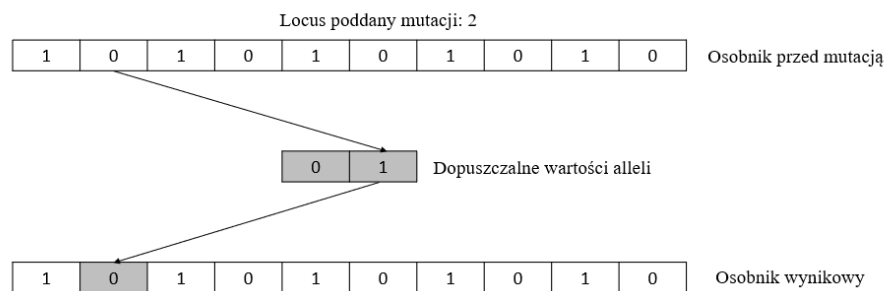 Locus poddany mutacji: 2
1 0 1 0 1 0 1 0 1 0 Osobnik przed mutacją
0 1 Dopuszczalne wartości alleli
1 0 1 0 1 0 1 0 1 0 Osobnik wynikowy